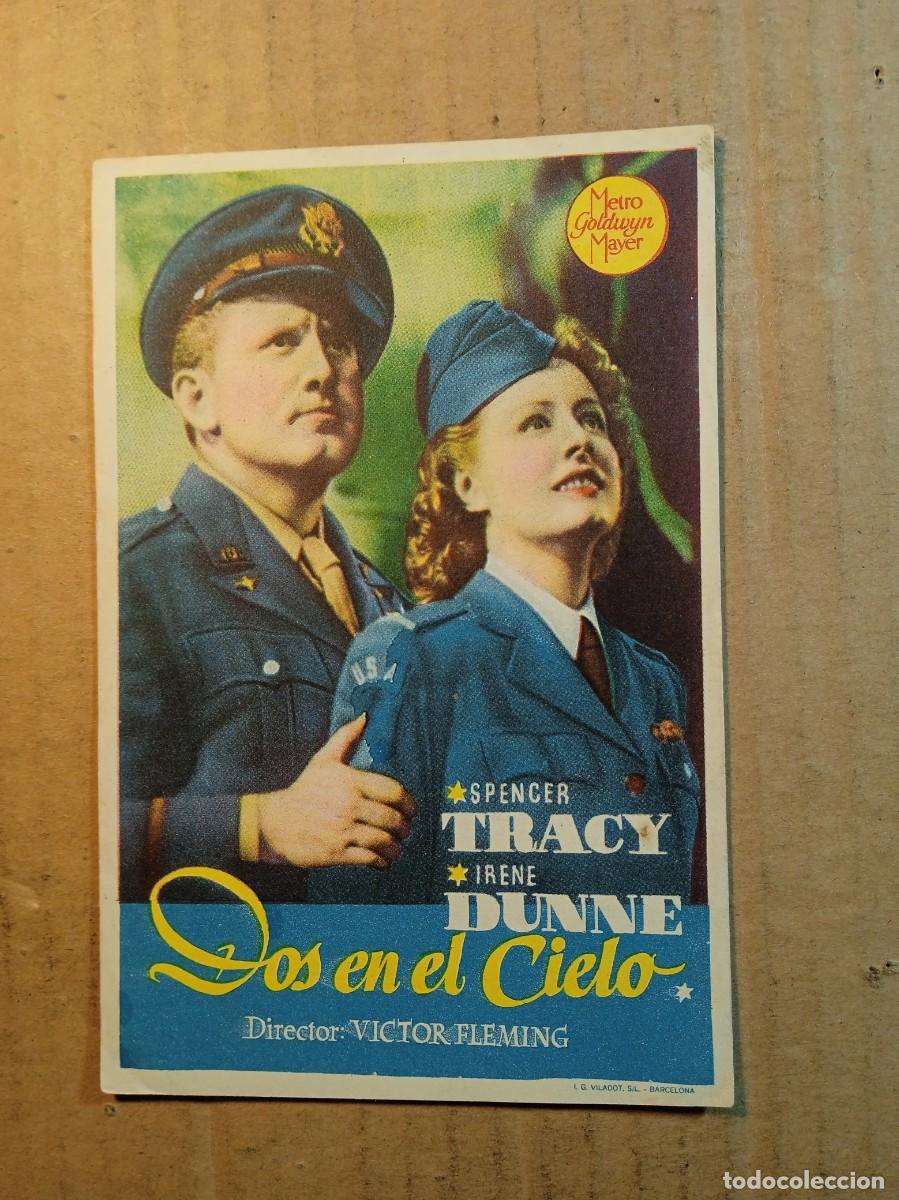 Metro
Goldwyn
Mayer
U.S.A
SPENCER
TRACY
IRENE
DUNNE
Dos en el Cielo
Director: VICTOR FLEMING
I. G. VILADOT, S/L. - BARCELONA
todocoleccion